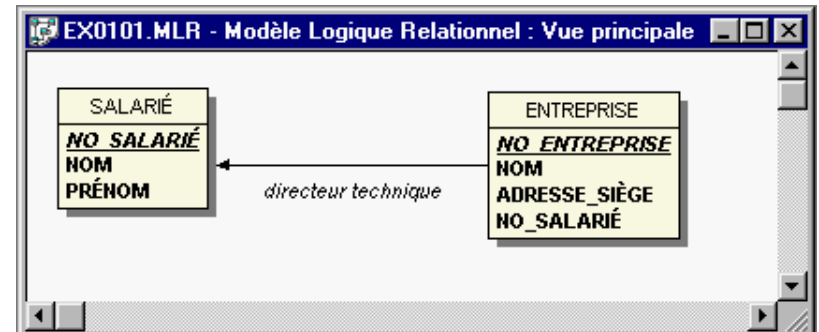 EX0101.MLR - Modèle Logique Relationnel : Vue principale
SALARIÉ
NO_SALARIÉ
NOM
PRÉNOM
directeur technique
ENTREPRISE
NO_ENTREPRISE
NOM
ADRESSE_SIÈGE
NO_SALARIÉ